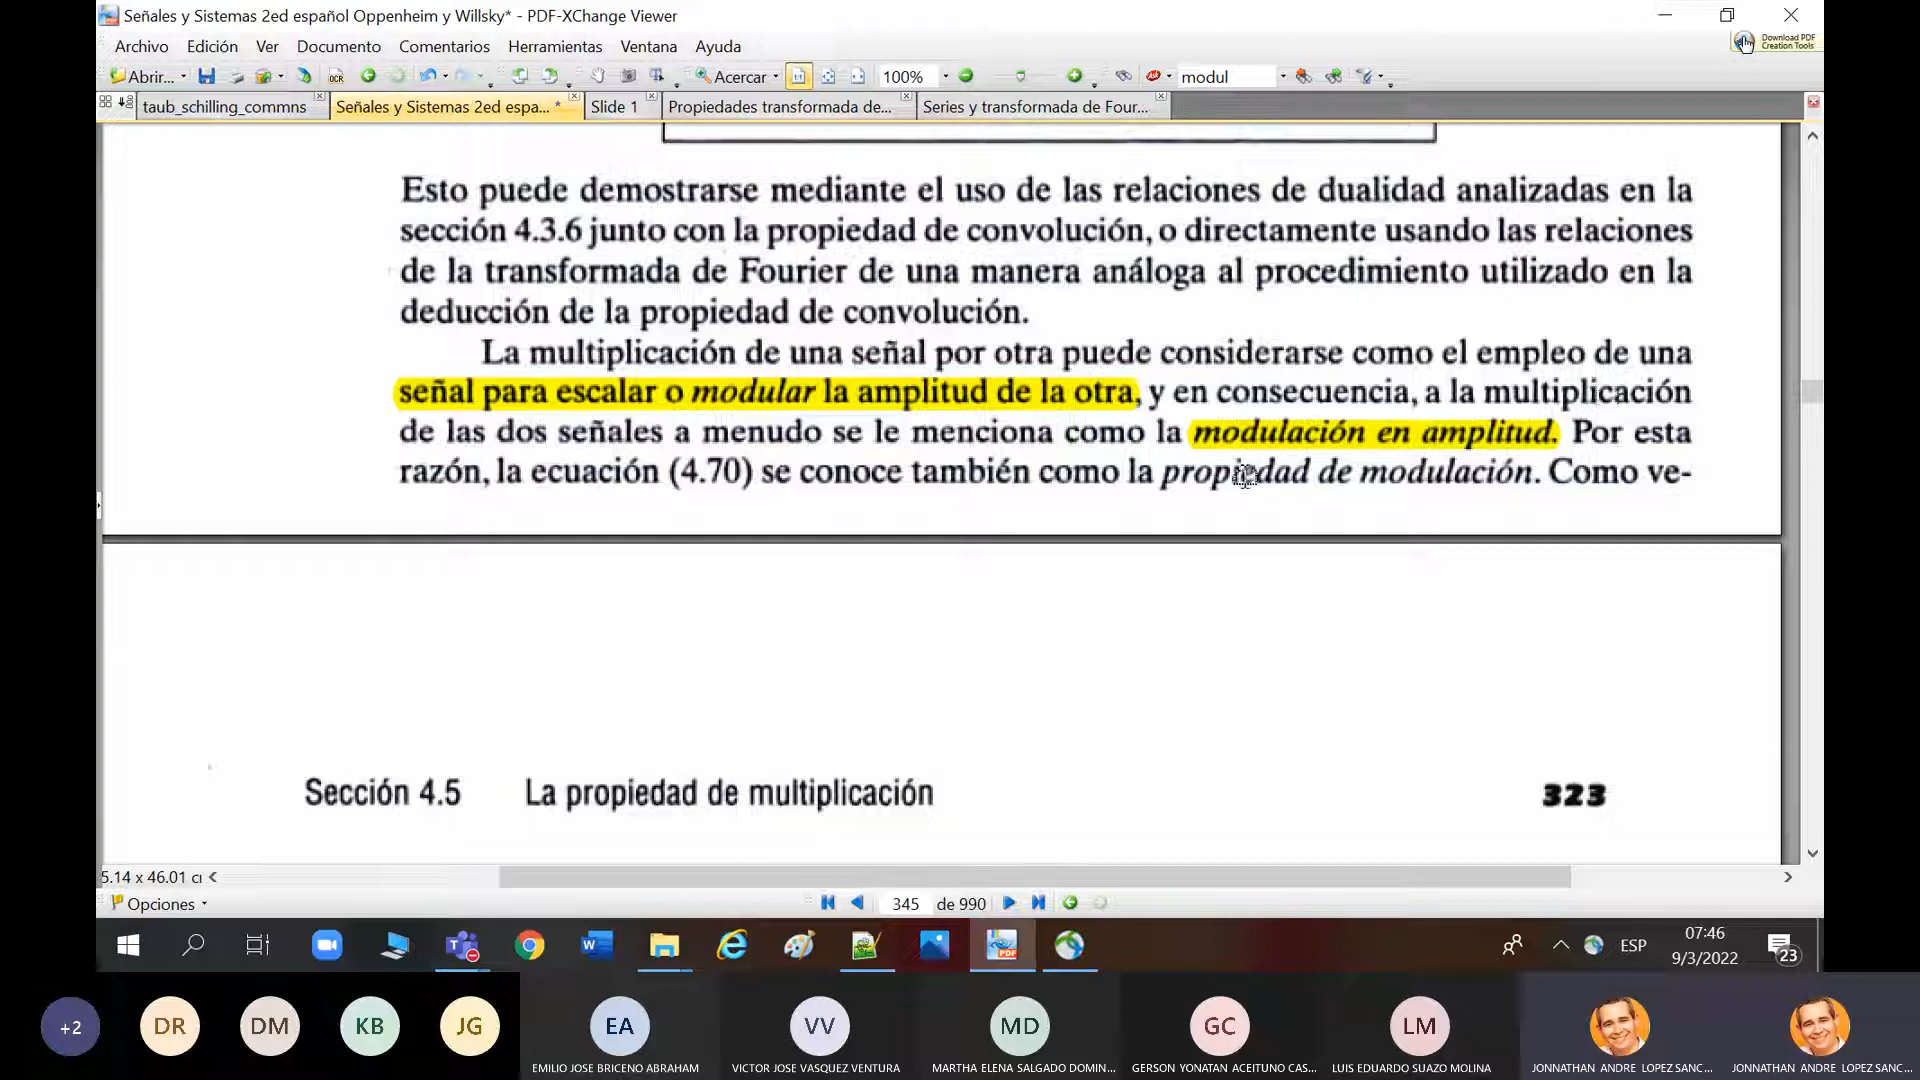 Señales y Sistemas 2ed español Oppenheim y Willsky* - PDF-XChange Viewer
Archivo Edición Ver Documento Comentarios Herramientas Ventana Ayuda
Download PDF
Creation Tools
Abrir... OCR Acercar 100% modul
taub_schilling_commns Señales y Sistemas 2ed espa... * Slide 1 Propiedades transformada de... Series y transformada de Four...
Esto puede demostrarse mediante el uso de las relaciones de dualidad analizadas en la
sección 4.3.6 junto con la propiedad de convolución, o directamente usando las relaciones
de la transformada de Fourier de una manera análoga al procedimiento utilizado en la
deducción de la propiedad de convolución.
La multiplicación de una señal por otra puede considerarse como el empleo de una
señal para escalar o modular la amplitud de la otra, y en consecuencia, a la multiplicación
de las dos señales a menudo se le menciona como la modulación en amplitud. Por esta
razón, la ecuación (4.70) se conoce también como la propiedad de modulación. Como ve-
Sección 4.5 La propiedad de multiplicación 323
5.14 x 46.01 cı
Opciones 345 de 990
ESP 07:46
9/3/2022 23
+2 DR DM KB JG EA VV MD GC LM
EMILIO JOSE BRICENO ABRAHAM VICTOR JOSE VASQUEZ VENTURA MARTHA ELENA SALGADO DOMIN... GERSON YONATAN ACEITUNO CAS... LUIS EDUARDO SUAZO MOLINA JONNATHAN ANDRE LOPEZ SANC... JONNATHAN ANDRE LOPEZ SANC...